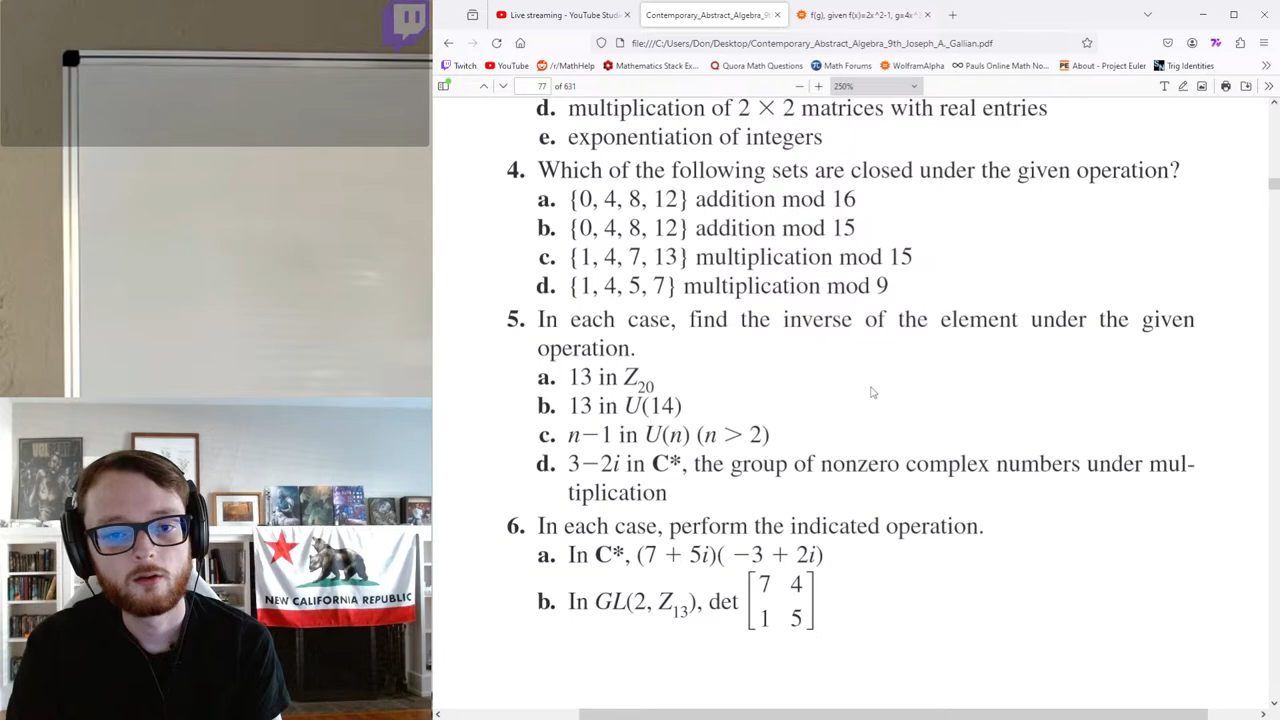 Live streaming - YouTube Studi
Contemporary_Abstract_Algebra_9t
f(g), given f(x)=2x^2-1, g=4x^
file:///C:/Users/Don/Desktop/Contemporary_Abstract_Algebra_9th_Joseph_A._Gallian.pdf
Twitch YouTube /r/MathHelp Mathematics Stack Ex... Quora Math Questions Math Forums WolframAlpha Pauls Online Math No... About - Project Euler Trig Identities
77 of 631
250%
d. multiplication of 2 × 2 matrices with real entries
e. exponentiation of integers
4. Which of the following sets are closed under the given operation?
a. {0, 4, 8, 12} addition mod 16
b. {0, 4, 8, 12} addition mod 15
c. {1, 4, 7, 13} multiplication mod 15
d. {1, 4, 5, 7} multiplication mod 9
5. In each case, find the inverse of the element under the given
operation.
a. 13 in Z20
b. 13 in U(14)
c. n−1 in U(n) (n > 2)
d. 3−2i in C*, the group of nonzero complex numbers under mul-
tiplication
6. In each case, perform the indicated operation.
a. In C*, (7 + 5i)( −3 + 2i)
b. In GL(2, Z13), det [7 4
1 5]
NEW CALIFORNIA REPUBLIC